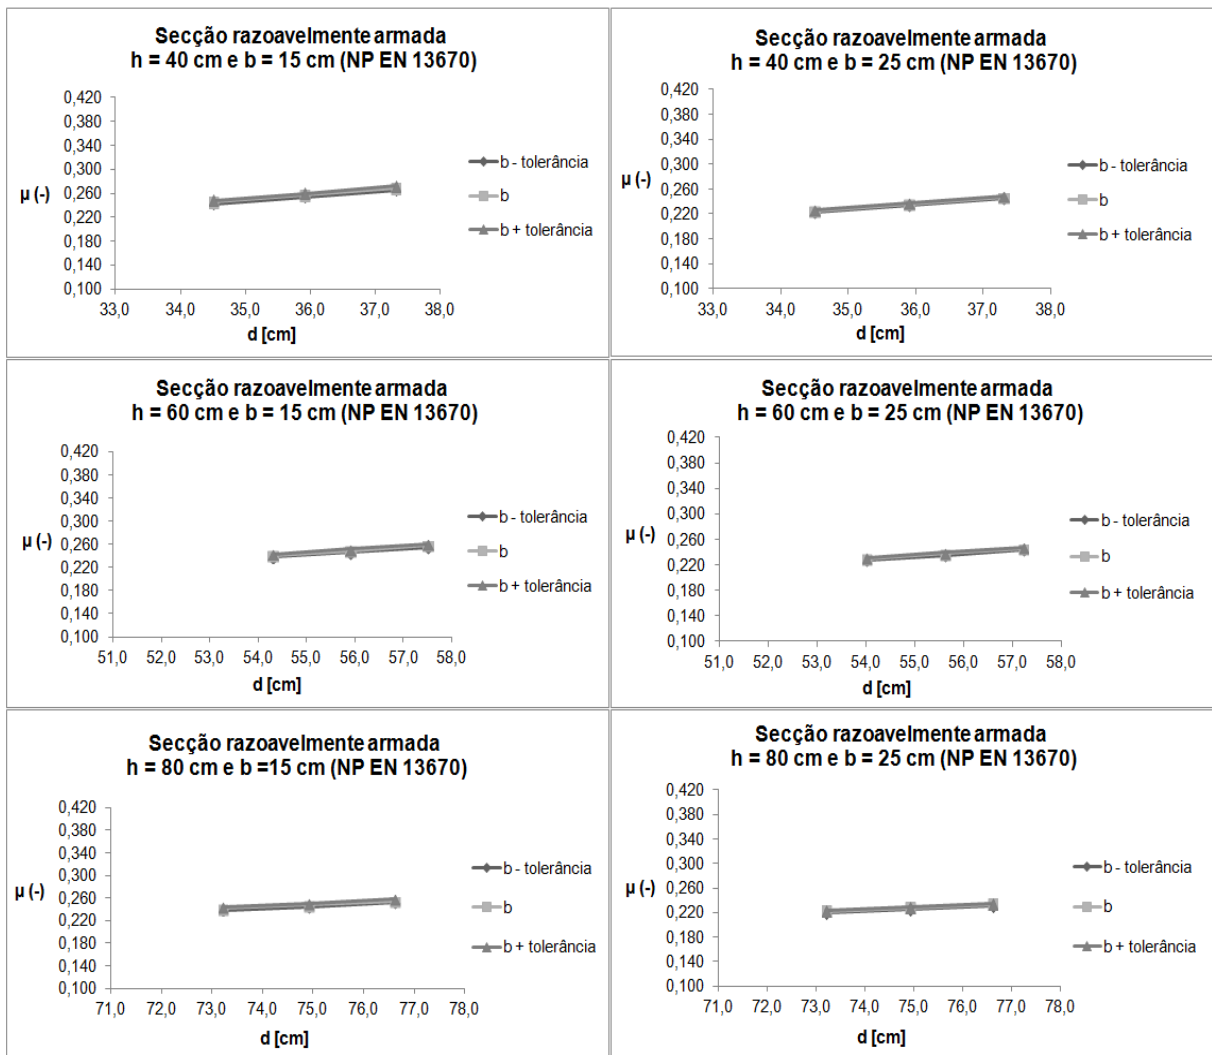 Secção razoavelmente armada
h = 40 cm e b = 15 cm (NP EN 13670)
0,420
0,380
0,340
0,300
0,260
0,220
0,180
0,140
0,100
μ (-)
33,0 34,0 35,0 36,0 37,0 38,0
d [cm]
b - tolerância
b
b + tolerância
Secção razoavelmente armada
h = 40 cm e b = 25 cm (NP EN 13670)
0,420
0,380
0,340
0,300
0,260
0,220
0,180
0,140
0,100
μ (-)
33,0 34,0 35,0 36,0 37,0 38,0
d [cm]
b - tolerância
b
b + tolerância
Secção razoavelmente armada
h = 60 cm e b = 15 cm (NP EN 13670)
0,420
0,380
0,340
0,300
0,260
0,220
0,180
0,140
0,100
μ (-)
51,0 52,0 53,0 54,0 55,0 56,0 57,0 58,0
d [cm]
b - tolerância
b
b + tolerância
Secção razoavelmente armada
h = 60 cm e b = 25 cm (NP EN 13670)
0,420
0,380
0,340
0,300
0,260
0,220
0,180
0,140
0,100
μ (-)
51,0 52,0 53,0 54,0 55,0 56,0 57,0 58,0
d [cm]
b - tolerância
b
b + tolerância
Secção razoavelmente armada
h = 80 cm e b =15 cm (NP EN 13670)
0,420
0,380
0,340
0,300
0,260
0,220
0,180
0,140
0,100
μ (-)
71,0 72,0 73,0 74,0 75,0 76,0 77,0 78,0
d [cm]
b - tolerância
b
b + tolerância
Secção razoavelmente armada
h = 80 cm e b = 25 cm (NP EN 13670)
0,420
0,380
0,340
0,300
0,260
0,220
0,180
0,140
0,100
μ (-)
71,0 72,0 73,0 74,0 75,0 76,0 77,0 78,0
d [cm]
b - tolerância
b
b + tolerância